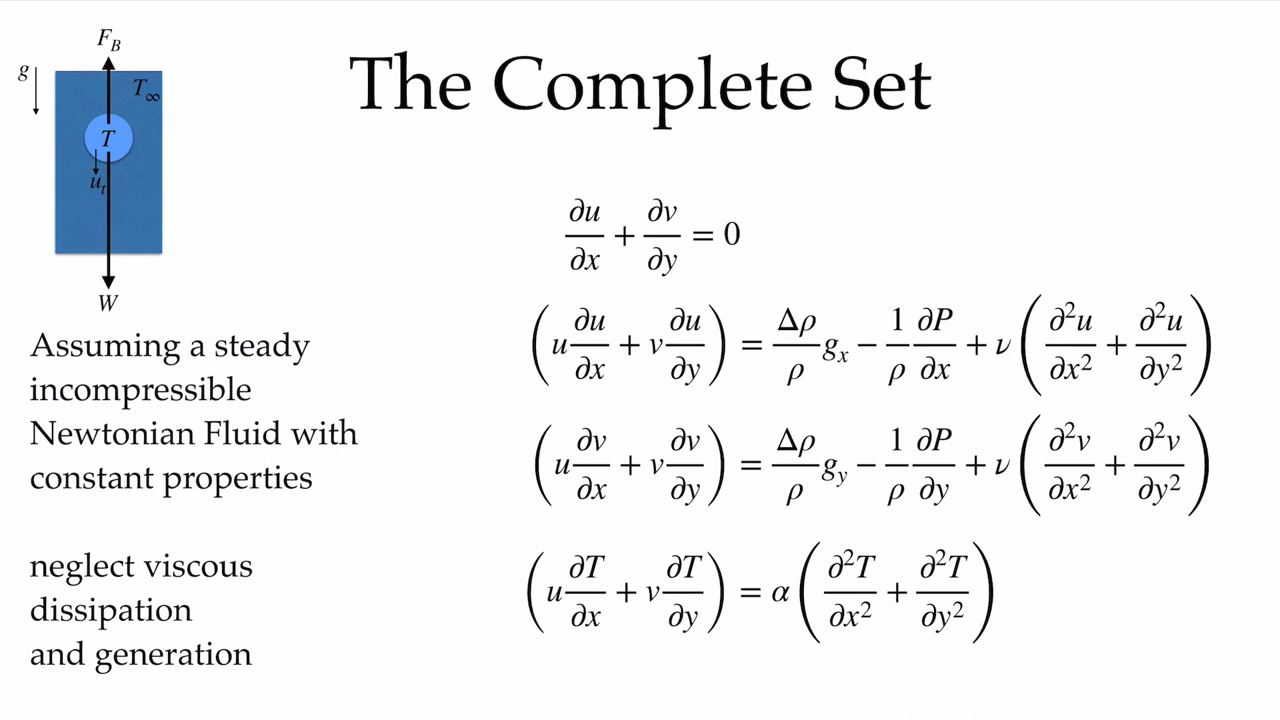 The Complete Set
F_B
g
T_∞
T
u_t
W
∂u/∂x + ∂v/∂y = 0
(u ∂u/∂x + v ∂u/∂y) = Δρ/ρ g_x − 1/ρ ∂P/∂x + ν (∂²u/∂x² + ∂²u/∂y²)
(u ∂v/∂x + v ∂v/∂y) = Δρ/ρ g_y − 1/ρ ∂P/∂y + ν (∂²v/∂x² + ∂²v/∂y²)
(u ∂T/∂x + v ∂T/∂y) = α (∂²T/∂x² + ∂²T/∂y²)
Assuming a steady
incompressible
Newtonian Fluid with
constant properties
neglect viscous
dissipation
and generation